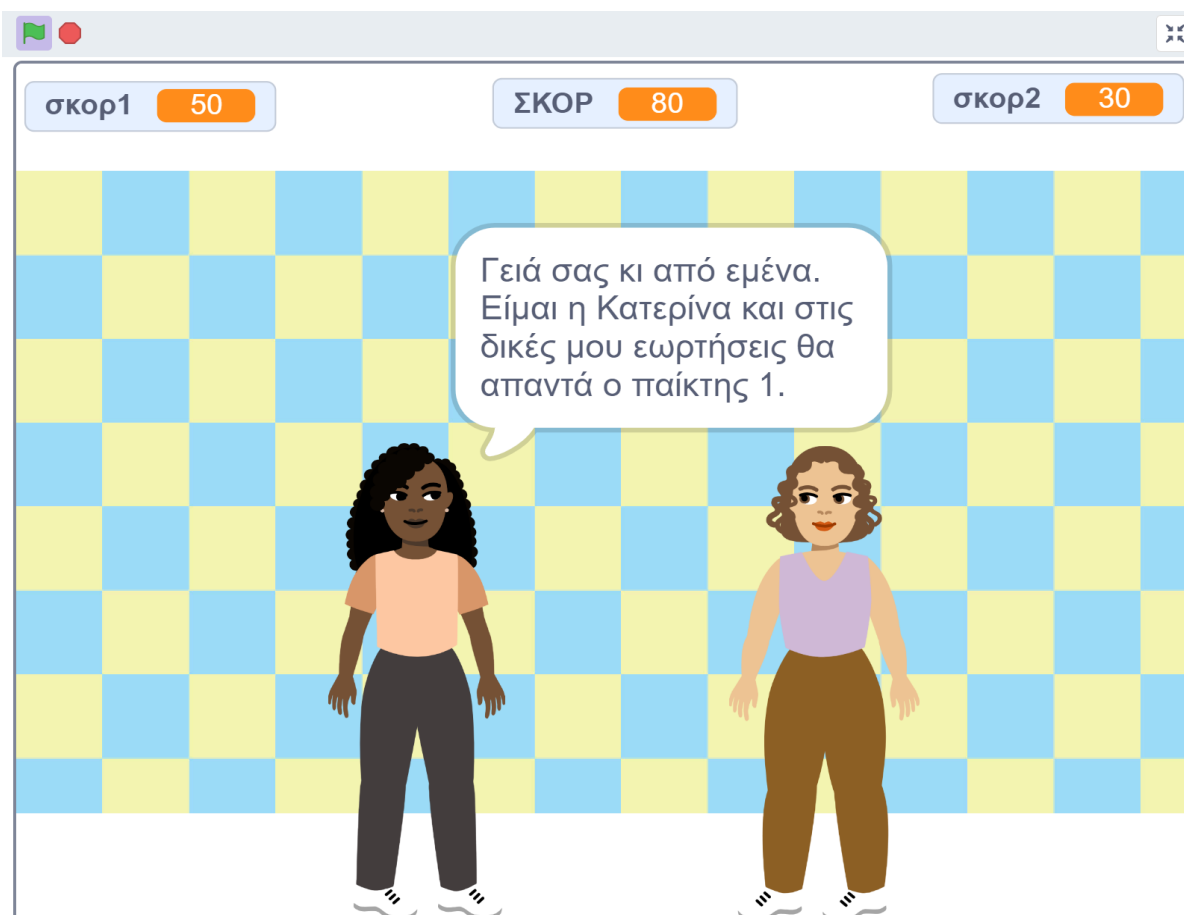 σκορ1 50
ΣΚΟΡ 80
σκορ2 30
Γειά σας κι από εμένα.
Είμαι η Κατερίνα και στις
δικές μου εωρτήσεις θα
απαντά ο παίκτης 1.